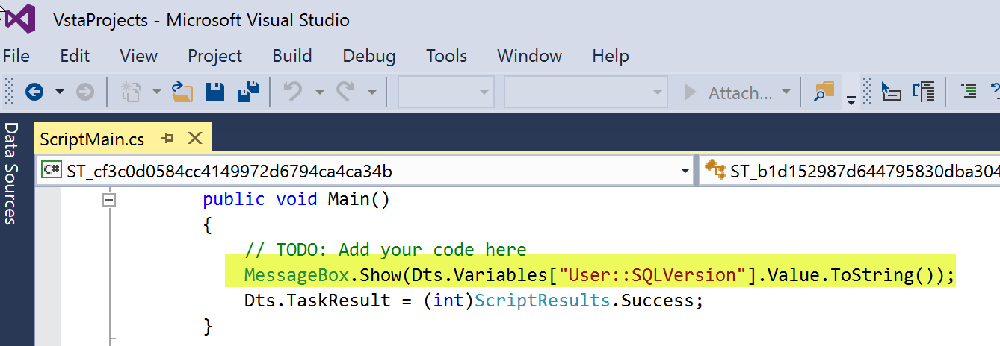 VstaProjects - Microsoft Visual Studio
File Edit View Project Build Debug Tools Window Help
Attach...
Data Sources
ScriptMain.cs
C# ST_cf3c0d0584cc4149972d6794ca4ca34b ST_b1d152987d644795830dba304
public void Main()
{
// TODO: Add your code here
MessageBox.Show(Dts.Variables["User::SQLVersion"].Value.ToString());
Dts.TaskResult = (int)ScriptResults.Success;
}